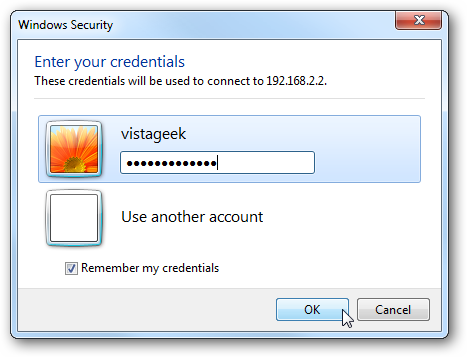 Windows Security
Enter your credentials
These credentials will be used to connect to 192.168.2.2.
vistageek
•••••••••••••
Use another account
Remember my credentials
OK
Cancel